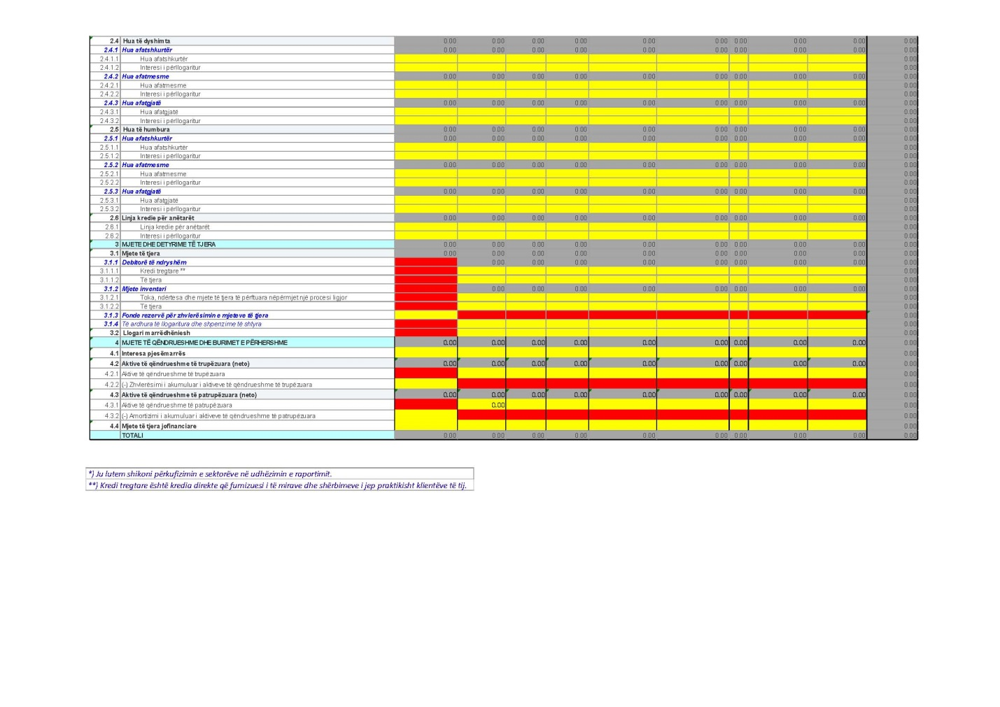 2.4 Hua të dyshimta 0.00 0.00 0.00 0.00 0.00 0.00 0.00 0.00 0.00 0.00
2.4.1 Hua afatshkurtër 0.00 0.00 0.00 0.00 0.00 0.00 0.00 0.00 0.00 0.00
2.4.1.1 Hua afatshkurtër 0.00
2.4.1.2 Interesi i përllogaritur 0.00
2.4.2 Hua afatmesme 0.00 0.00 0.00 0.00 0.00 0.00 0.00 0.00 0.00 0.00
2.4.2.1 Hua afatmesme 0.00
2.4.2.2 Interesi i përllogaritur 0.00
2.4.3 Hua afatgjatë 0.00 0.00 0.00 0.00 0.00 0.00 0.00 0.00 0.00 0.00
2.4.3.1 Hua afatgjatë 0.00
2.4.3.2 Interesi i përllogaritur 0.00
2.5 Hua të humbura 0.00 0.00 0.00 0.00 0.00 0.00 0.00 0.00 0.00 0.00
2.5.1 Hua afatshkurtër 0.00 0.00 0.00 0.00 0.00 0.00 0.00 0.00 0.00 0.00
2.5.1.1 Hua afatshkurtër 0.00
2.5.1.2 Interesi i përllogaritur 0.00
2.5.2 Hua afatmesme 0.00 0.00 0.00 0.00 0.00 0.00 0.00 0.00 0.00 0.00
2.5.2.1 Hua afatmesme 0.00
2.5.2.2 Interesi i përllogaritur 0.00
2.5.3 Hua afatgjatë 0.00 0.00 0.00 0.00 0.00 0.00 0.00 0.00 0.00 0.00
2.5.3.1 Hua afatgjatë 0.00
2.5.3.2 Interesi i përllogaritur 0.00
2.6 Linja kredie për anëtarët 0.00 0.00 0.00 0.00 0.00 0.00 0.00 0.00 0.00 0.00
2.6.1 Linja kredie për anëtarët 0.00
2.6.2 Interesi i përllogaritur 0.00
3 MJETE DHE DETYRIME TË TJERA 0.00 0.00 0.00 0.00 0.00 0.00 0.00 0.00 0.00 0.00
3.1 Mjete të tjera 0.00 0.00 0.00 0.00 0.00 0.00 0.00 0.00 0.00 0.00
3.1.1 Debitorë të ndryshëm 0.00 0.00 0.00 0.00 0.00 0.00 0.00 0.00 0.00
3.1.1.1 Kredi tregtare ** 0.00
3.1.1.2 Të tjera 0.00
3.1.2 Mjete inventari 0.00 0.00 0.00 0.00 0.00 0.00 0.00 0.00 0.00
3.1.2.1 Toka, ndërtesa dhe mjete të tjera të përftuara nëpërmjet një procesi ligjor 0.00
3.1.2.2 Të tjera 0.00
3.1.3 Fonde rezervë për zhvlerësimin e mjeteve të tjera 0.00
3.1.4 Të ardhura të llogaritura dhe shpenzime të shtyra 0.00
3.2 Llogari marrëdhëniesh 0.00
4 MJETE TË QËNDRUESHME DHE BURIMET E PËRHERSHME 0.00 0.00 0.00 0.00 0.00 0.00 0.00 0.00 0.00 0.00
4.1 Interesa pjesëmarrës 0.00
4.2 Aktive të qëndrueshme të trupëzuara (neto) 0.00 0.00 0.00 0.00 0.00 0.00 0.00 0.00 0.00 0.00
4.2.1 Aktive të qëndrueshme të trupëzuara 0.00
4.2.2 (-) Zhvlerësimi i akumuluar i aktiveve të qëndrueshme të trupëzuara 0.00
4.3 Aktive të qëndrueshme të patrupëzuara (neto) 0.00 0.00 0.00 0.00 0.00 0.00 0.00 0.00 0.00 0.00
4.3.1 Aktive të qëndrueshme të patrupëzuara 0.00 0.00
4.3.2 (-) Amortizimi i akumuluar i aktiveve të qëndrueshme të patrupëzuara 0.00
4.4 Mjete të tjera jofinanciare 0.00
TOTALI 0.00 0.00 0.00 0.00 0.00 0.00 0.00 0.00 0.00 0.00
*) Ju lutem shikoni përkufizimin e sektorëve në udhëzimin e raportimit.
**) Kredi tregtare është kredia direkte që furnizuesi i të mirave dhe shërbimeve i jep praktikisht klientëve të tij.